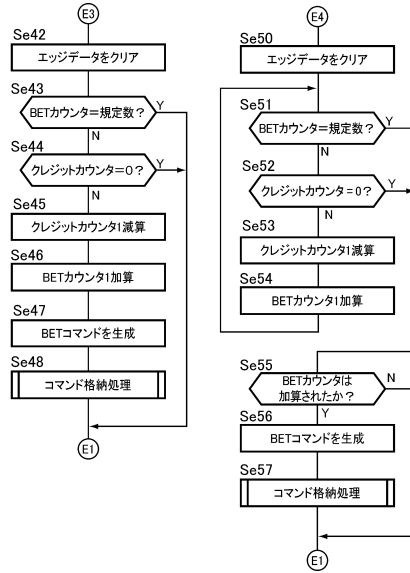 E3
Se42
エッジデータをクリア
Se43
BETカウンタ=規定数?
Y
N
Se44
クレジットカウンタ=0?
Y
N
Se45
クレジットカウンタ1減算
Se46
BETカウンタ1加算
Se47
BETコマンドを生成
Se48
コマンド格納処理
E1
E4
Se50
エッジデータをクリア
Se51
BETカウンタ=規定数?
Y
N
Se52
クレジットカウンタ=0?
Y
N
Se53
クレジットカウンタ1減算
Se54
BETカウンタ1加算
Se55
BETカウンタは
加算されたか?
N
Y
Se56
BETコマンドを生成
Se57
コマンド格納処理
E1